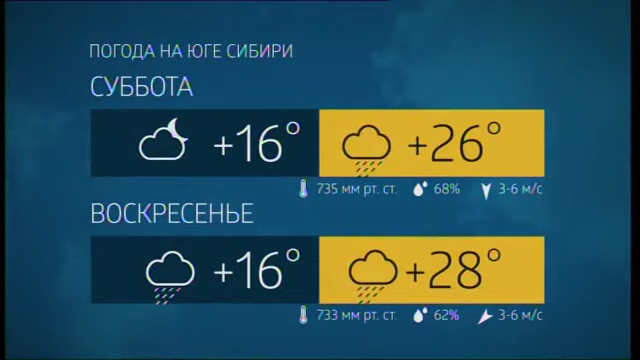 ПОГОДА НА ЮГЕ СИБИРИ
СУББОТА
+16° +26°
735 мм рт. ст. 68% 3-6 м/с
ВОСКРЕСЕНЬЕ
+16° +28°
733 мм рт. ст. 62% 3-6 м/с